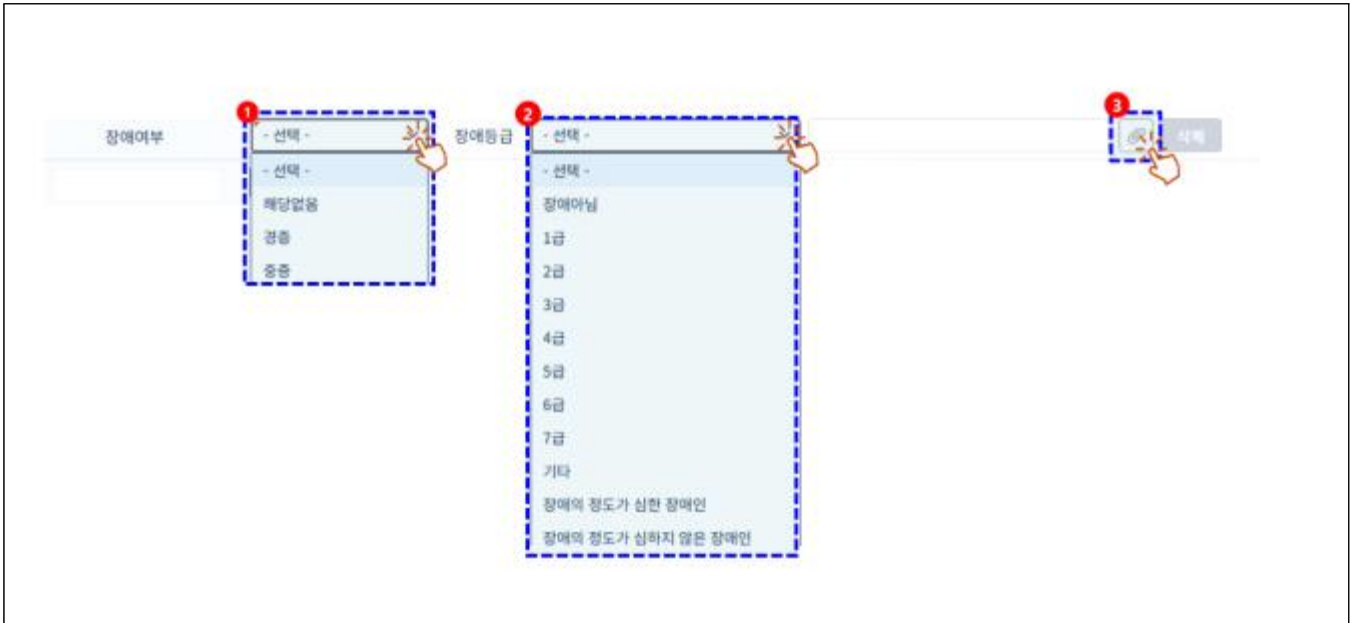 1 2 3
장애여부 - 선택 - 장애등급 - 선택 - 삭제
- 선택 -
해당없음
경증
중증
- 선택 -
장애아님
1급
2급
3급
4급
5급
6급
7급
기타
장애의 정도가 심한 장애인
장애의 정도가 심하지 않은 장애인